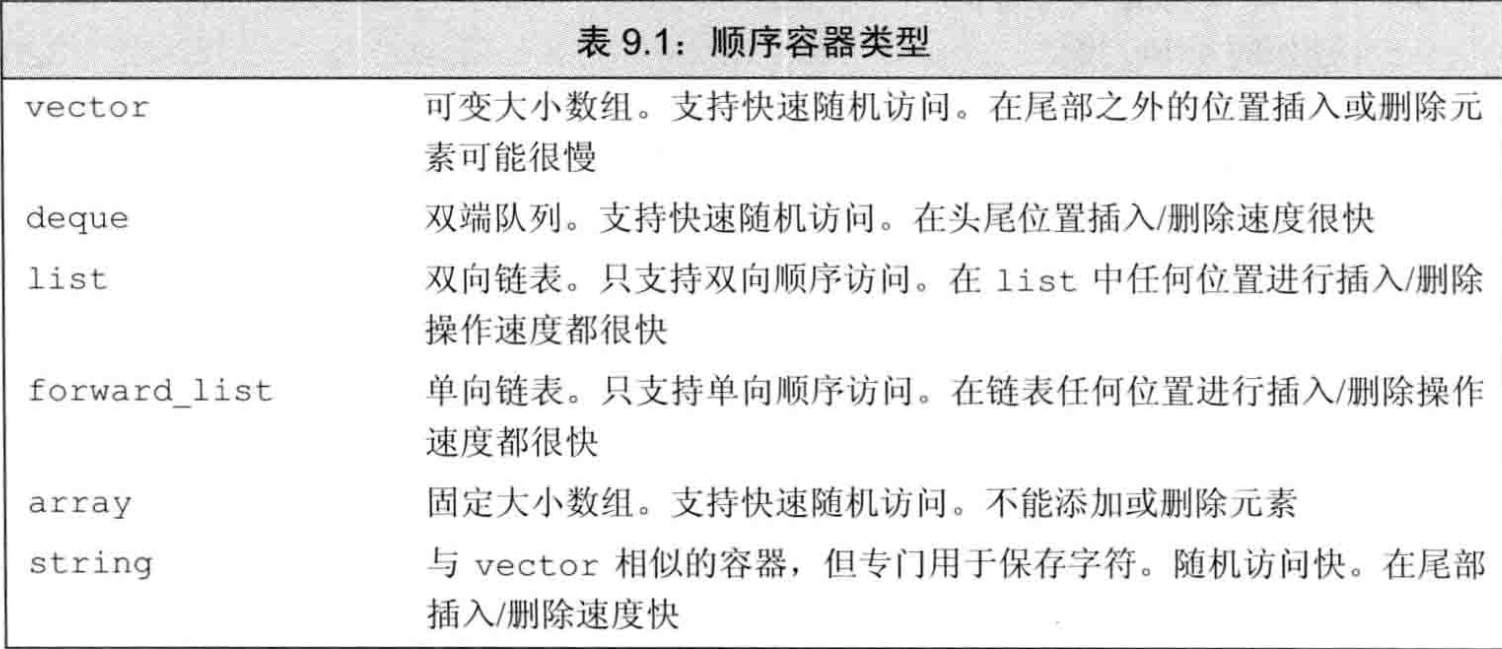 表 9.1：顺序容器类型
vector 可变大小数组。支持快速随机访问。在尾部之外的位置插入或删除元
素可能很慢
deque 双端队列。支持快速随机访问。在头尾位置插入/删除速度很快
list 双向链表。只支持双向顺序访问。在 list 中任何位置进行插入/删除
操作速度都很快
forward_list 单向链表。只支持单向顺序访问。在链表任何位置进行插入/删除操作
速度都很快
array 固定大小数组。支持快速随机访问。不能添加或删除元素
string 与 vector 相似的容器，但专门用于保存字符。随机访问快。在尾部
插入/删除速度快